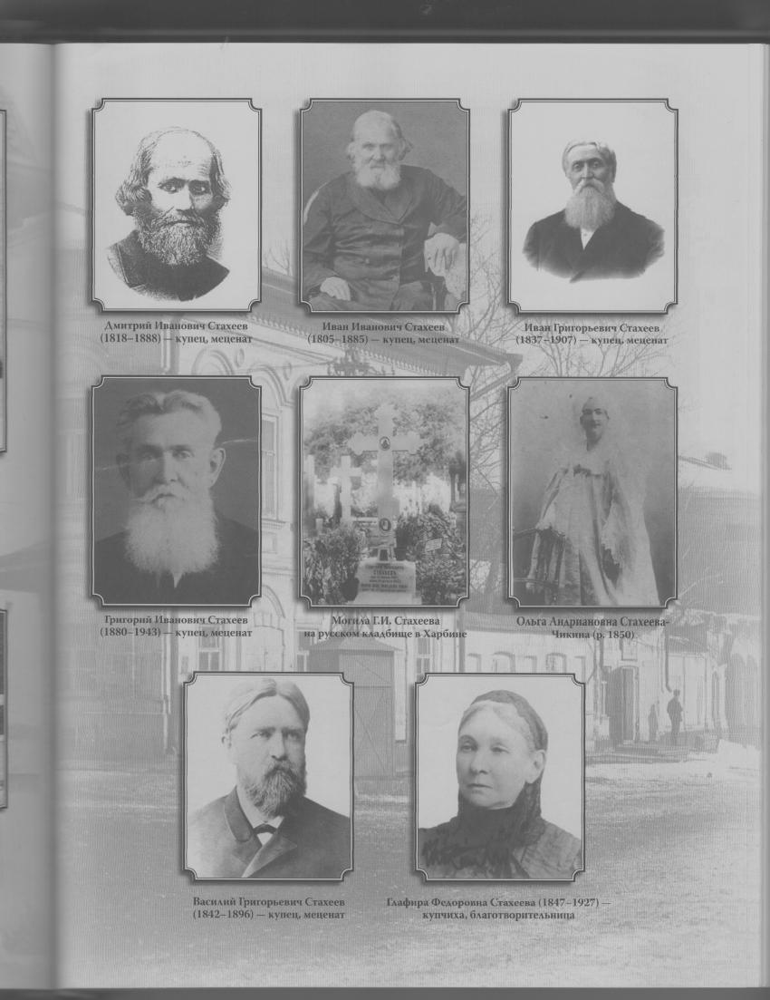 Дмитрий Иванович Стахеев
(1818–1888) — купец, меценат
Иван Иванович Стахеев
(1805–1885) — купец, меценат
Иван Григорьевич Стахеев
(1837–1907) — купец, меценат
Григорий Иванович Стахеев
(1880–1943) — купец, меценат
Могила Г.И. Стахеева
на русском кладбище в Харбине
Ольга Андриановна Стахеева-
Чикина (р. 1850)
Василий Григорьевич Стахеев
(1842–1896) — купец, меценат
Глафира Федоровна Стахеева (1847–1927) —
купчиха, благотворительница